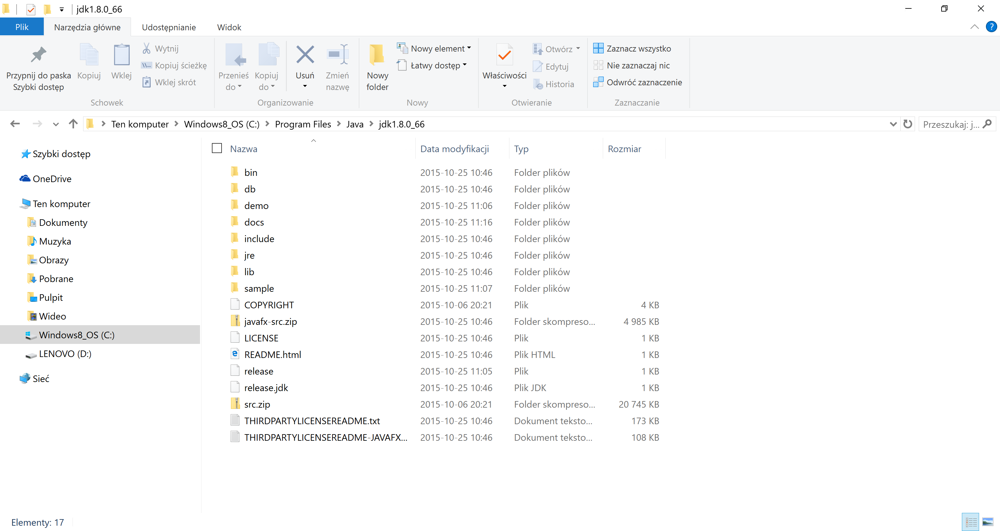 jdk1.8.0_66
Plik Narzędzia główne Udostępnianie Widok
Przypnij do paska
Szybki dostęp
Kopiuj
Wklej
Wytnij
Kopiuj ścieżkę
Wklej skrót
Schowek
Przenieś
do
Kopiuj
do
Usuń
Zmień
nazwę
Organizowanie
Nowy
folder
Nowy element
Łatwy dostęp
Nowy
Właściwości
Otwórz
Edytuj
Historia
Otwieranie
Zaznacz wszystko
Nie zaznaczaj nic
Odwróć zaznaczenie
Zaznaczanie
Ten komputer Windows8_OS (C:) Program Files Java jdk1.8.0_66
Przeszukaj: j...
Szybki dostęp
OneDrive
Ten komputer
Dokumenty
Muzyka
Obrazy
Pobrane
Pulpit
Wideo
Windows8_OS (C:)
LENOVO (D:)
Sieć
Nazwa Data modyfikacji Typ Rozmiar
bin 2015-10-25 10:46 Folder plików
db 2015-10-25 10:46 Folder plików
demo 2015-10-25 11:06 Folder plików
docs 2015-10-25 11:16 Folder plików
include 2015-10-25 10:46 Folder plików
jre 2015-10-25 10:46 Folder plików
lib 2015-10-25 10:46 Folder plików
sample 2015-10-25 11:07 Folder plików
COPYRIGHT 2015-10-06 20:21 Plik 4 KB
javafx-src.zip 2015-10-25 10:46 Folder skompreso... 4 985 KB
LICENSE 2015-10-25 10:46 Plik 1 KB
README.html 2015-10-25 10:46 Plik HTML 1 KB
release 2015-10-25 11:05 Plik 1 KB
release.jdk 2015-10-25 10:46 Plik JDK 1 KB
src.zip 2015-10-06 20:21 Folder skompreso... 20 745 KB
THIRDPARTYLICENSEREADME.txt 2015-10-25 10:46 Dokument teksto... 173 KB
THIRDPARTYLICENSEREADME-JAVAFX... 2015-10-25 10:46 Dokument teksto... 108 KB
Elementy: 17